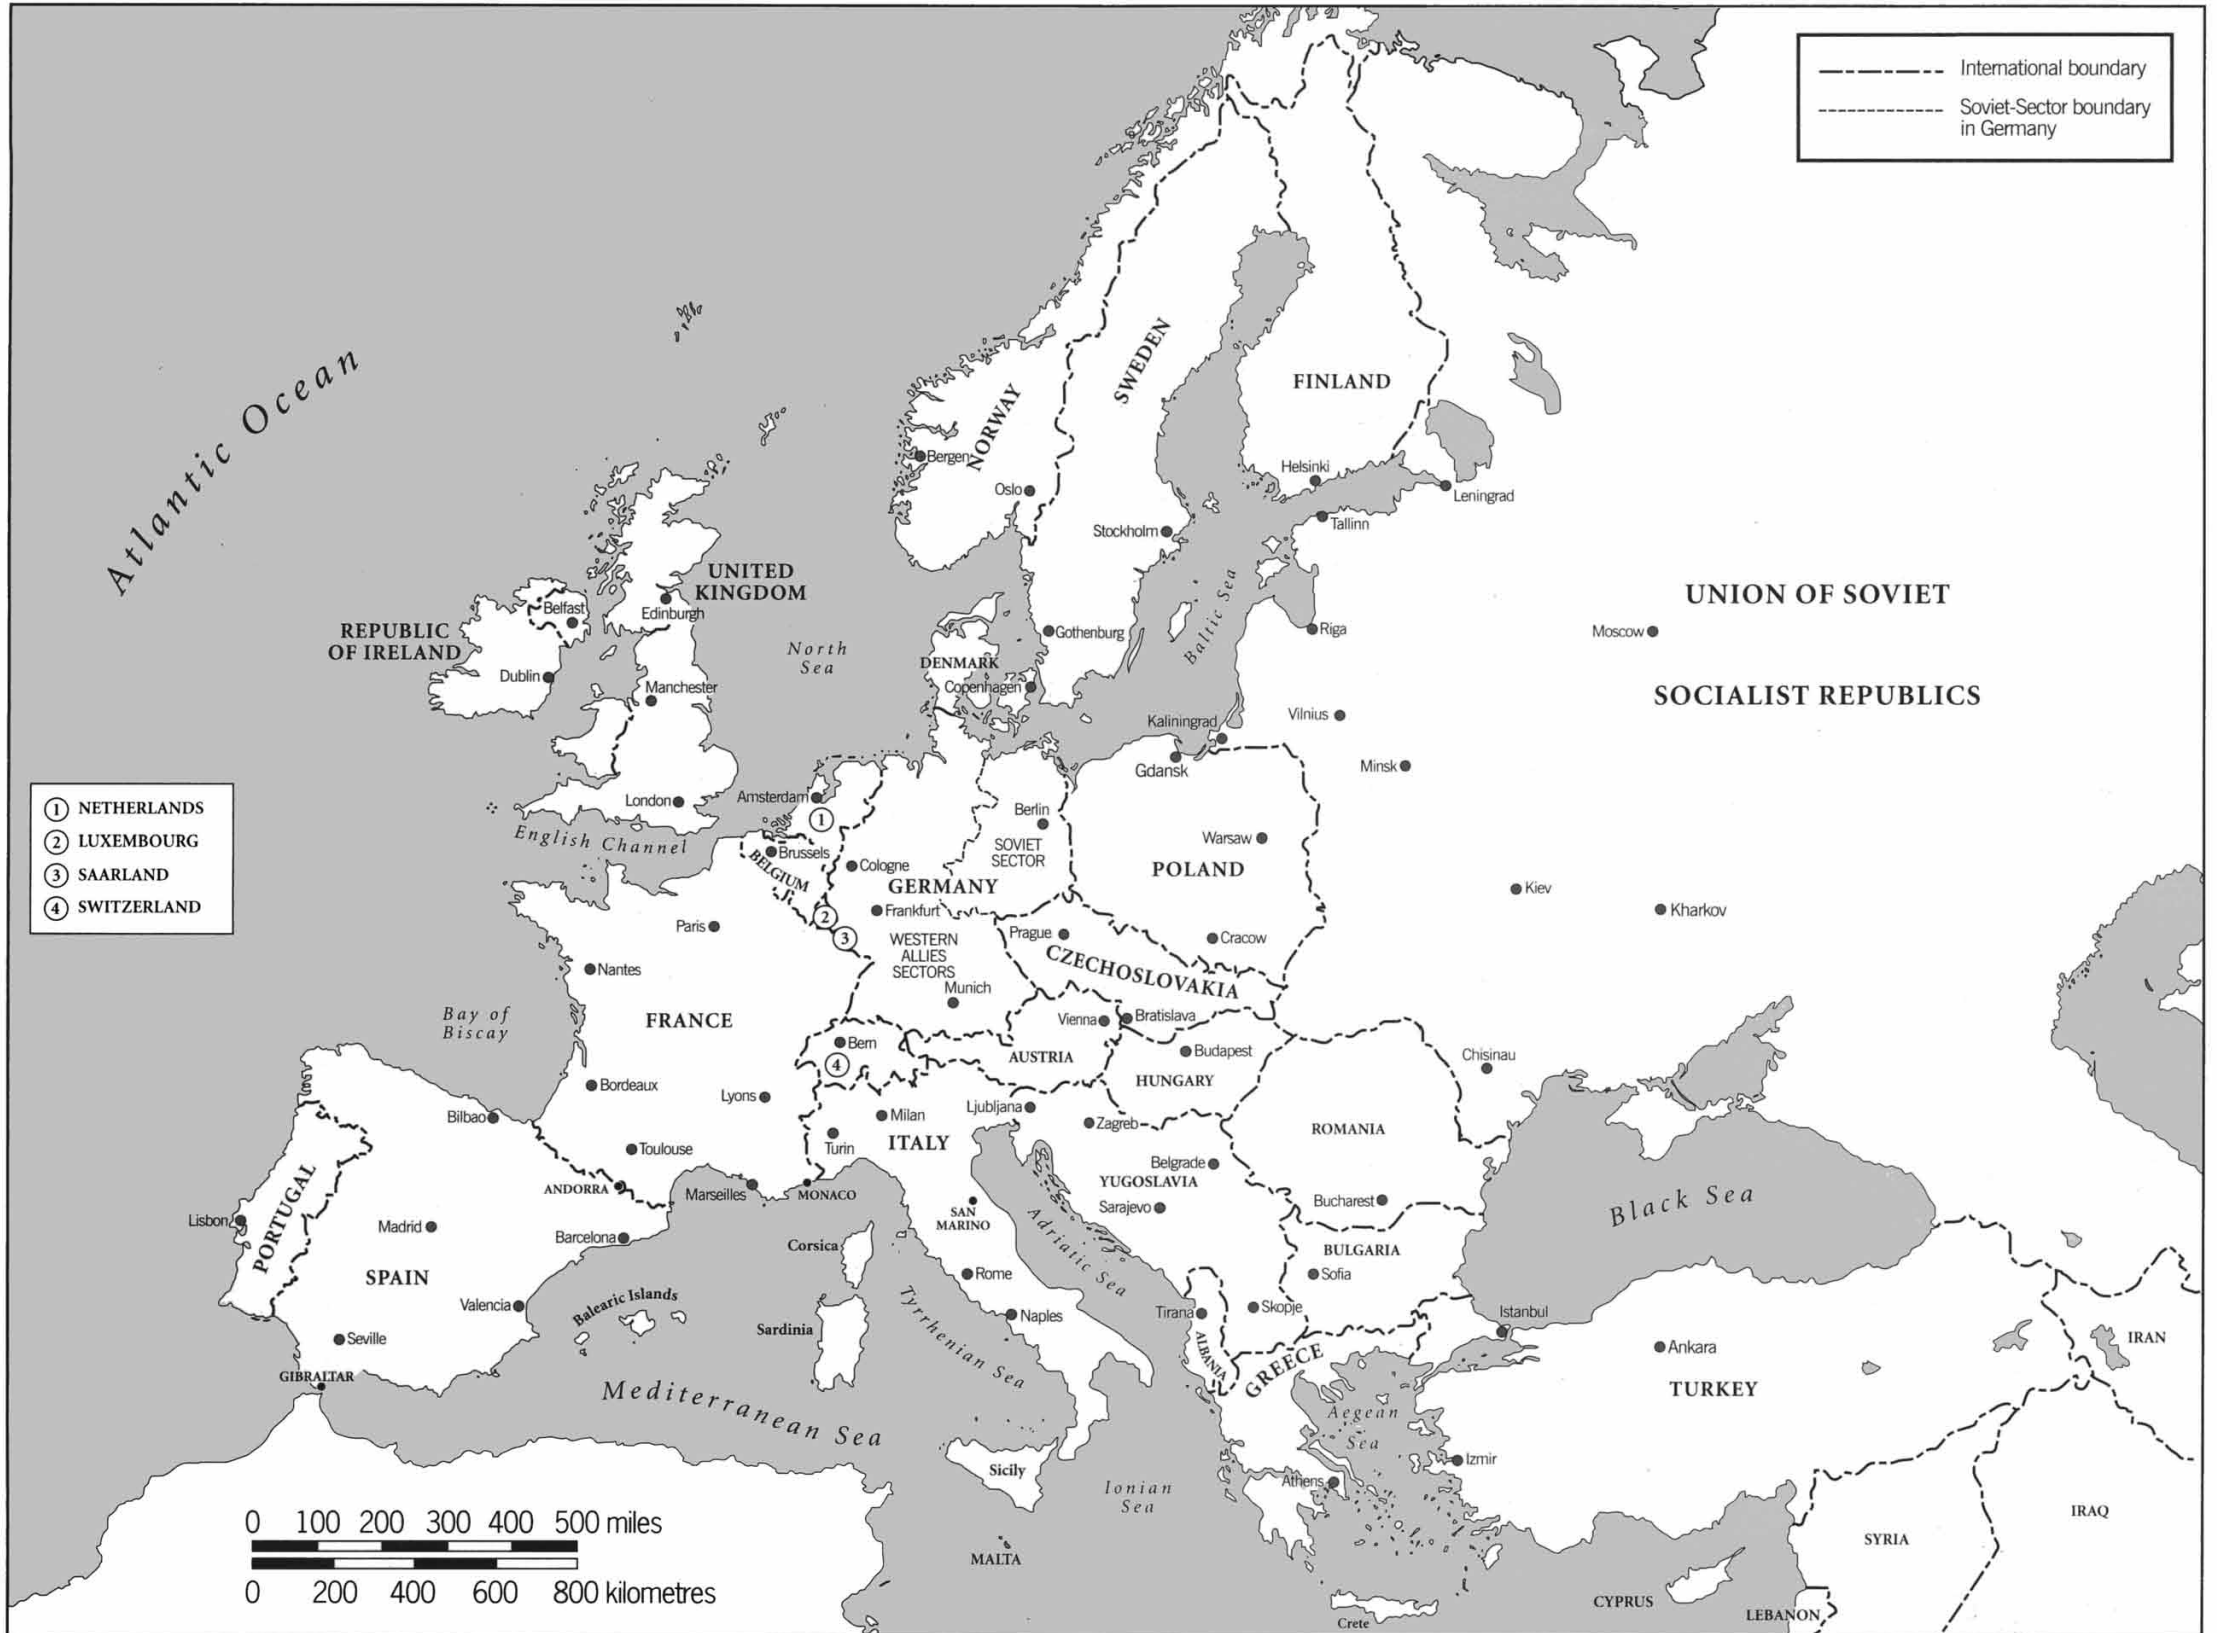 International boundary
Soviet-Sector boundary
in Germany
Atlantic Ocean
NORWAY
SWEDEN
FINLAND
Bergen
Oslo
Helsinki
Leningrad
Tallinn
Stockholm
UNITED
KINGDOM
Belfast
Edinburgh
REPUBLIC
OF IRELAND
Dublin
Manchester
North
Sea
Gothenburg
DENMARK
Copenhagen
Baltic Sea
Riga
UNION OF SOVIET
Moscow
SOCIALIST REPUBLICS
Kaliningrad
Vilnius
Gdansk
Minsk
1 NETHERLANDS
2 LUXEMBOURG
3 SAARLAND
4 SWITZERLAND
London
English Channel
Amsterdam
1
Brussels
BELGIUM
Cologne
GERMANY
Berlin
SOVIET
SECTOR
Warsaw
POLAND
Kiev
Kharkov
Paris
2
3
Frankfurt
WESTERN
ALLIES
SECTORS
Munich
Prague
Cracow
CZECHOSLOVAKIA
Nantes
Bay of
Biscay
FRANCE
Vienna
Bratislava
Bern
4
AUSTRIA
Budapest
HUNGARY
Chisinau
Bordeaux
Lyons
Bilbao
Milan
Ljubljana
Zagreb
Turin
ITALY
ROMANIA
Toulouse
Belgrade
YUGOSLAVIA
ANDORRA
Marseilles
MONACO
SAN
MARINO
Sarajevo
Bucharest
Black Sea
PORTUGAL
Lisbon
Madrid
Barcelona
Corsica
Adriatic Sea
BULGARIA
Sofia
SPAIN
Rome
Valencia
Balearic Islands
Sardinia
Tyrrhenian Sea
Naples
Tirana
Skopje
Istanbul
ALBANIA
GREECE
Ankara
IRAN
Seville
GIBRALTAR
TURKEY
Mediterranean Sea
Aegean
Sea
Sicily
Izmir
Athens
Ionian
Sea
IRAQ
SYRIA
0 100 200 300 400 500 miles
0 200 400 600 800 kilometres
MALTA
Crete
CYPRUS
LEBANON